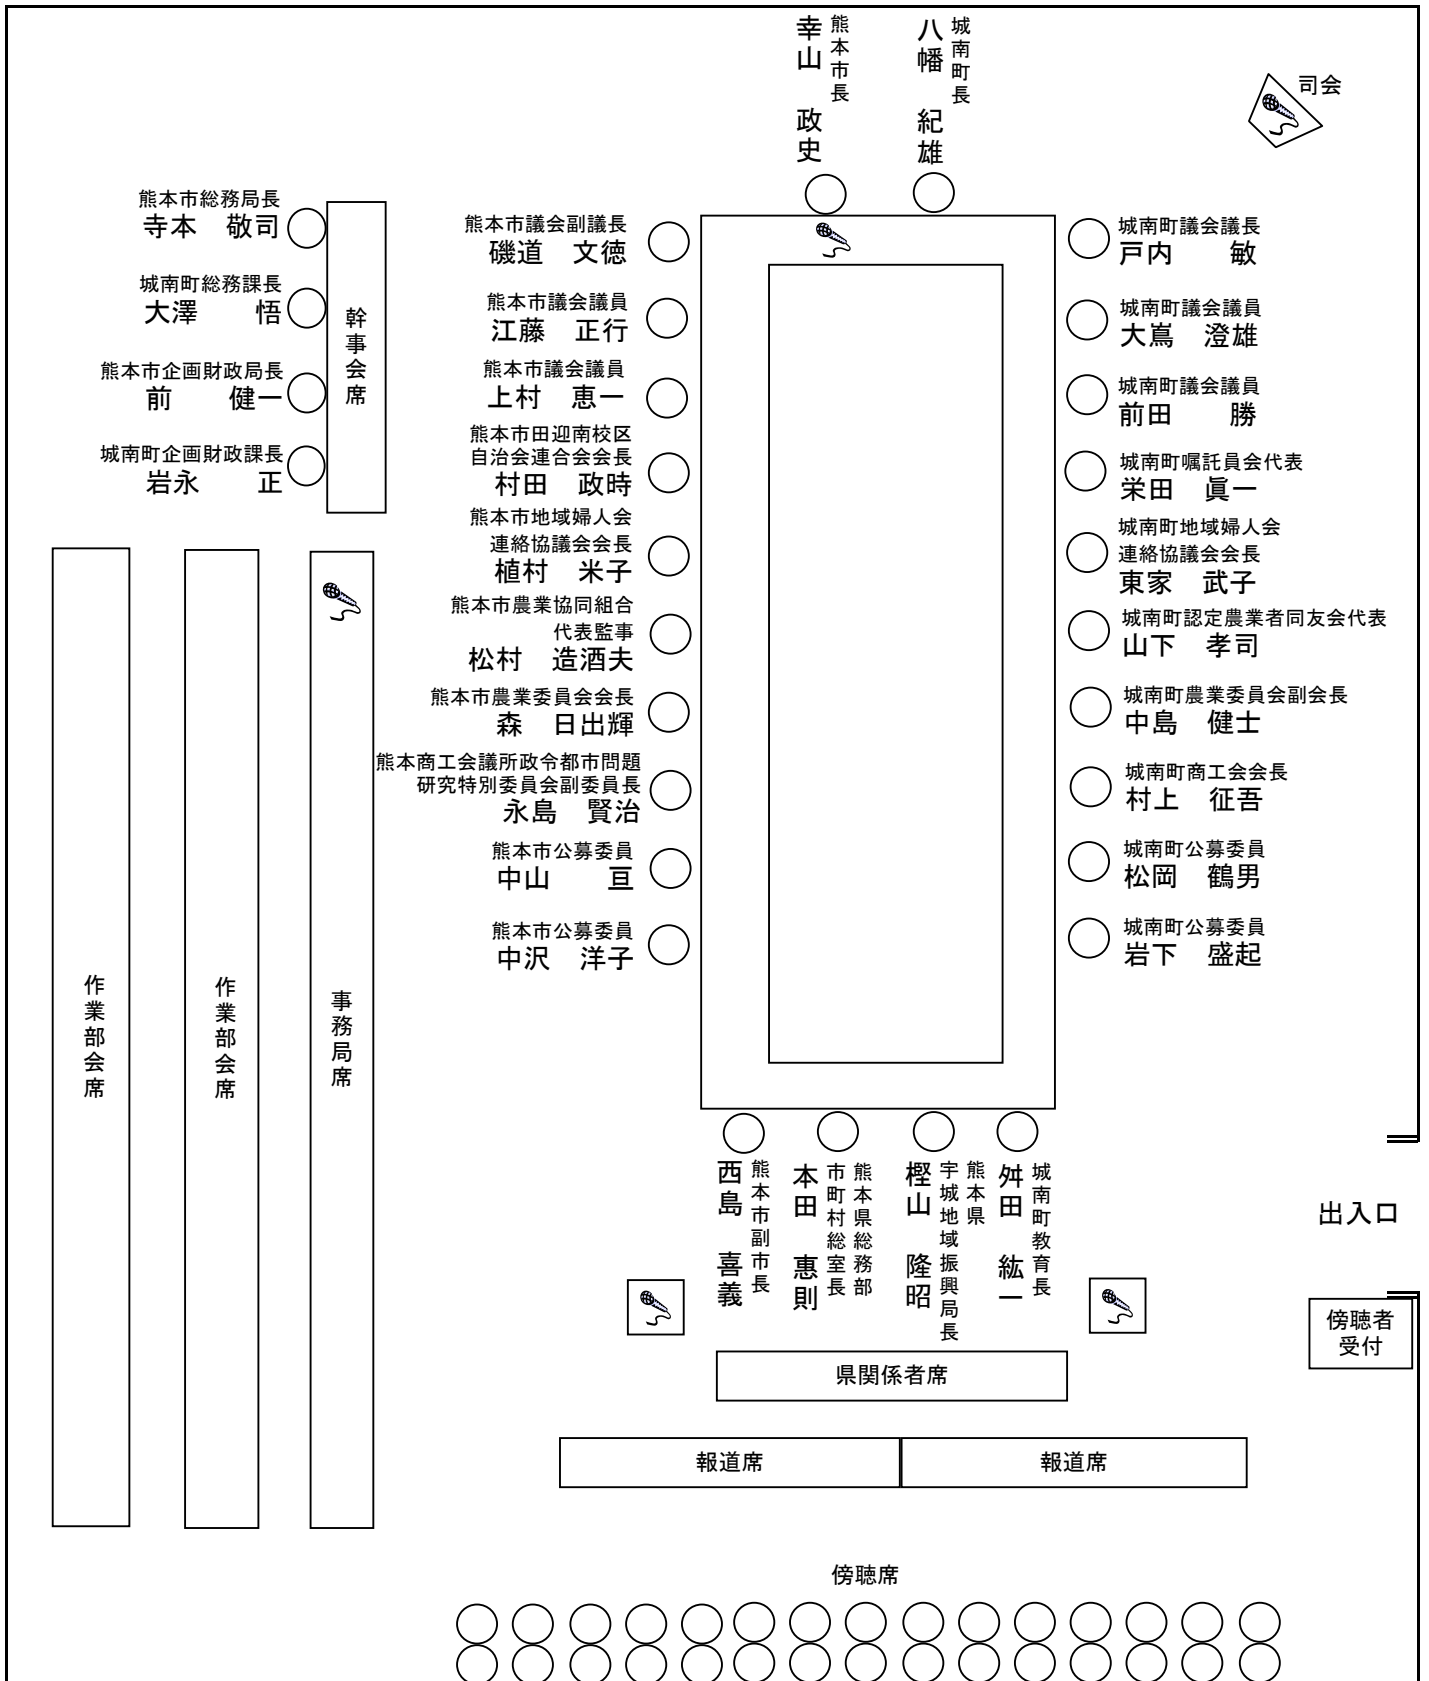 熊本市長
幸山　政史
城南町長
八幡　紀雄
司会
熊本市総務局長
寺本　敬司
城南町総務課長
大澤　悟
熊本市企画財政局長
前　健一
城南町企画財政課長
岩永　正
幹事会席
熊本市議会副議長
磯道　文徳
熊本市議会議員
江藤　正行
熊本市議会議員
上村　恵一
熊本市田迎南校区
自治会連合会会長
村田　政時
熊本市地域婦人会
連絡協議会会長
植村　米子
熊本市農業協同組合
代表監事
松村　造酒夫
熊本市農業委員会会長
森　日出輝
熊本商工会議所政令都市問題
研究特別委員会副委員長
永島　賢治
熊本市公募委員
中山　亘
熊本市公募委員
中沢　洋子
城南町議会議長
戸内　敏
城南町議会議員
大嶌　澄雄
城南町議会議員
前田　勝
城南町嘱託員会代表
栄田　眞一
城南町地域婦人会
連絡協議会会長
東家　武子
城南町認定農業者同友会代表
山下　孝司
城南町農業委員会副会長
中島　健士
城南町商工会会長
村上　征吾
城南町公募委員
松岡　鶴男
城南町公募委員
岩下　盛起
作業部会席
作業部会席
事務局席
熊本市副市長
西島　喜義
熊本県総務部
市町村総室長
本田　惠則
熊本県
宇城地域振興局長
樫山　隆昭
城南町教育長
舛田　紘一
出入口
傍聴者
受付
県関係者席
報道席
報道席
傍聴席